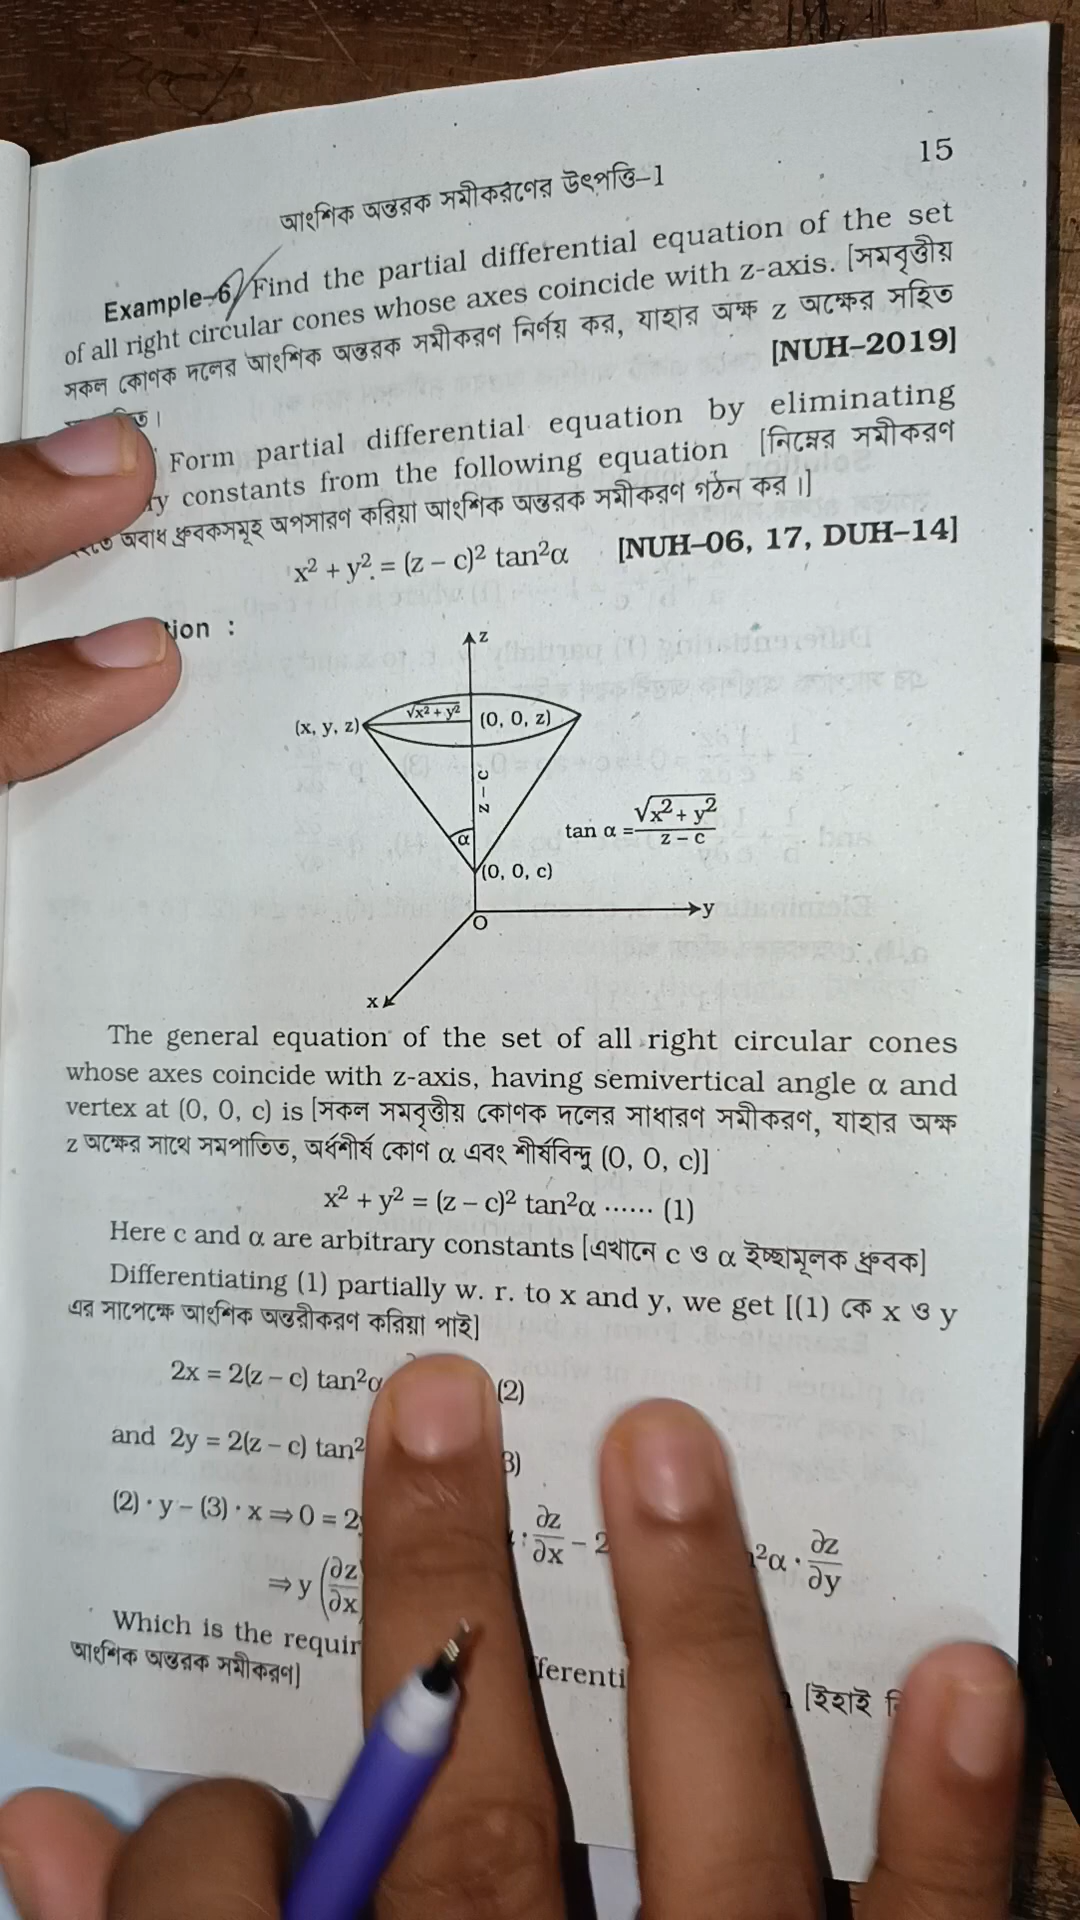 15
আংশিক অন্তরক সমীকরণের উৎপত্তি–1
Example–6. Find the partial differential equation of the set
of all right circular cones whose axes coincide with z-axis. [সমবৃত্তীয়
সকল কোণক দলের আংশিক অন্তরক সমীকরণ নির্ণয় কর, যাহার অক্ষ z অক্ষের সহিত
[NUH–2019]
Form partial differential equation by eliminating
constants from the following equation [নিম্নের সমীকরণ
অবাধ ধ্রুবকসমূহ অপসারণ করিয়া আংশিক অন্তরক সমীকরণ গঠন কর।]
x² + y² = (z – c)² tan²α [NUH–06, 17, DUH–14]
:
z
√x² + y²
(x, y, z)
(0, 0, z)
z – c
α
tan α = √x² + y² / z – c
(0, 0, c)
O
y
x
The general equation of the set of all right circular cones
whose axes coincide with z-axis, having semivertical angle α and
vertex at (0, 0, c) is [সকল সমবৃত্তীয় কোণক দলের সাধারণ সমীকরণ, যাহার অক্ষ
z অক্ষের সাথে সমপাতিত, অর্ধশীর্ষ কোণ α এবং শীর্ষবিন্দু (0, 0, c)]
x² + y² = (z – c)² tan²α ...... (1)
Here c and α are arbitrary constants [এখানে c ও α ইচ্ছামূলক ধ্রুবক]
Differentiating (1) partially w. r. to x and y, we get [(1) কে x ও y
এর সাপেক্ষে আংশিক অন্তরীকরণ করিয়া পাই]
2x = 2(z – c) tan²α (2)
and 2y = 2(z – c) tan² 3)
(2) · y – (3) · x ⇒ 0 = 2 ∂z/∂x – 2 ²α · ∂z/∂y
⇒ y (∂z/∂x
Which is the
আংশিক অন্তরক সমীকরণ]
[ইহাই